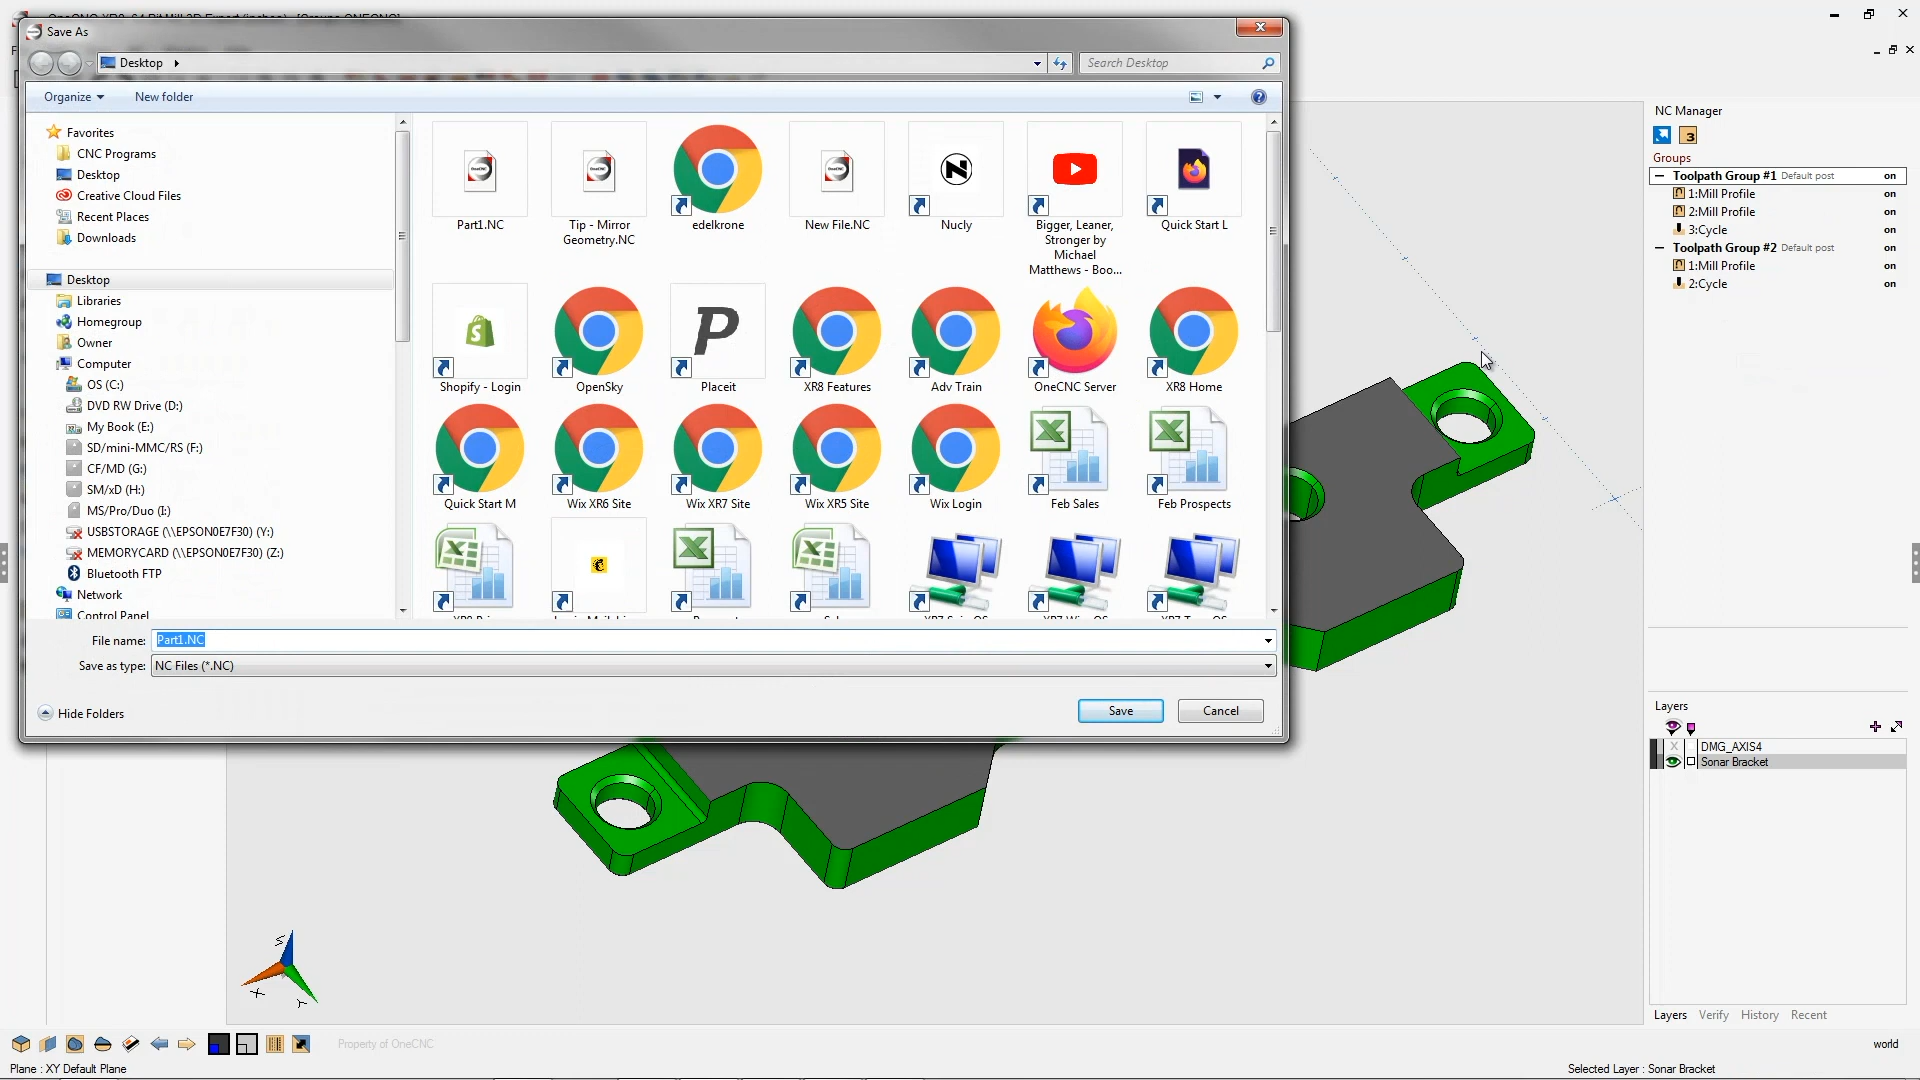 Save As
Desktop
Search Desktop
Organize
New folder
Favorites
CNC Programs
Desktop
Creative Cloud Files
Recent Places
Downloads
Desktop
Libraries
Homegroup
Owner
Computer
OS (C:)
DVD RW Drive (D:)
My Book (E:)
SD/mini-MMC/RS (F:)
CF/MD (G:)
SM/xD (H:)
MS/Pro/Duo (I:)
USBSTORAGE (\\EPSON0E7F30) (Y:)
MEMORYCARD (\\EPSON0E7F30) (Z:)
Bluetooth FTP
Network
Control Panel
Part1.NC
Tip - Mirror
Geometry.NC
edelkrone
New File.NC
Nucly
Bigger, Leaner,
Stronger by
Michael
Matthews - Boo...
Quick Start L
Shopify - Login
OpenSky
Placeit
XR8 Features
Adv Train
OneCNC Server
XR8 Home
Quick Start M
Wix XR6 Site
Wix XR7 Site
Wix XR5 Site
Wix Login
Feb Sales
Feb Prospects
File name: Part1.NC
Save as type: NC Files (*.NC)
Hide Folders
Save
Cancel
NC Manager
3
Groups
Toolpath Group #1 Default post on
1:Mill Profile on
2:Mill Profile on
3:Cycle on
Toolpath Group #2 Default post on
1:Mill Profile on
2:Cycle on
Layers
X DMG_AXIS4
Sonar Bracket
Layers Verify History Recent
S
X
Y
Property of OneCNC
world
Plane : XY Default Plane
Selected Layer : Sonar Bracket